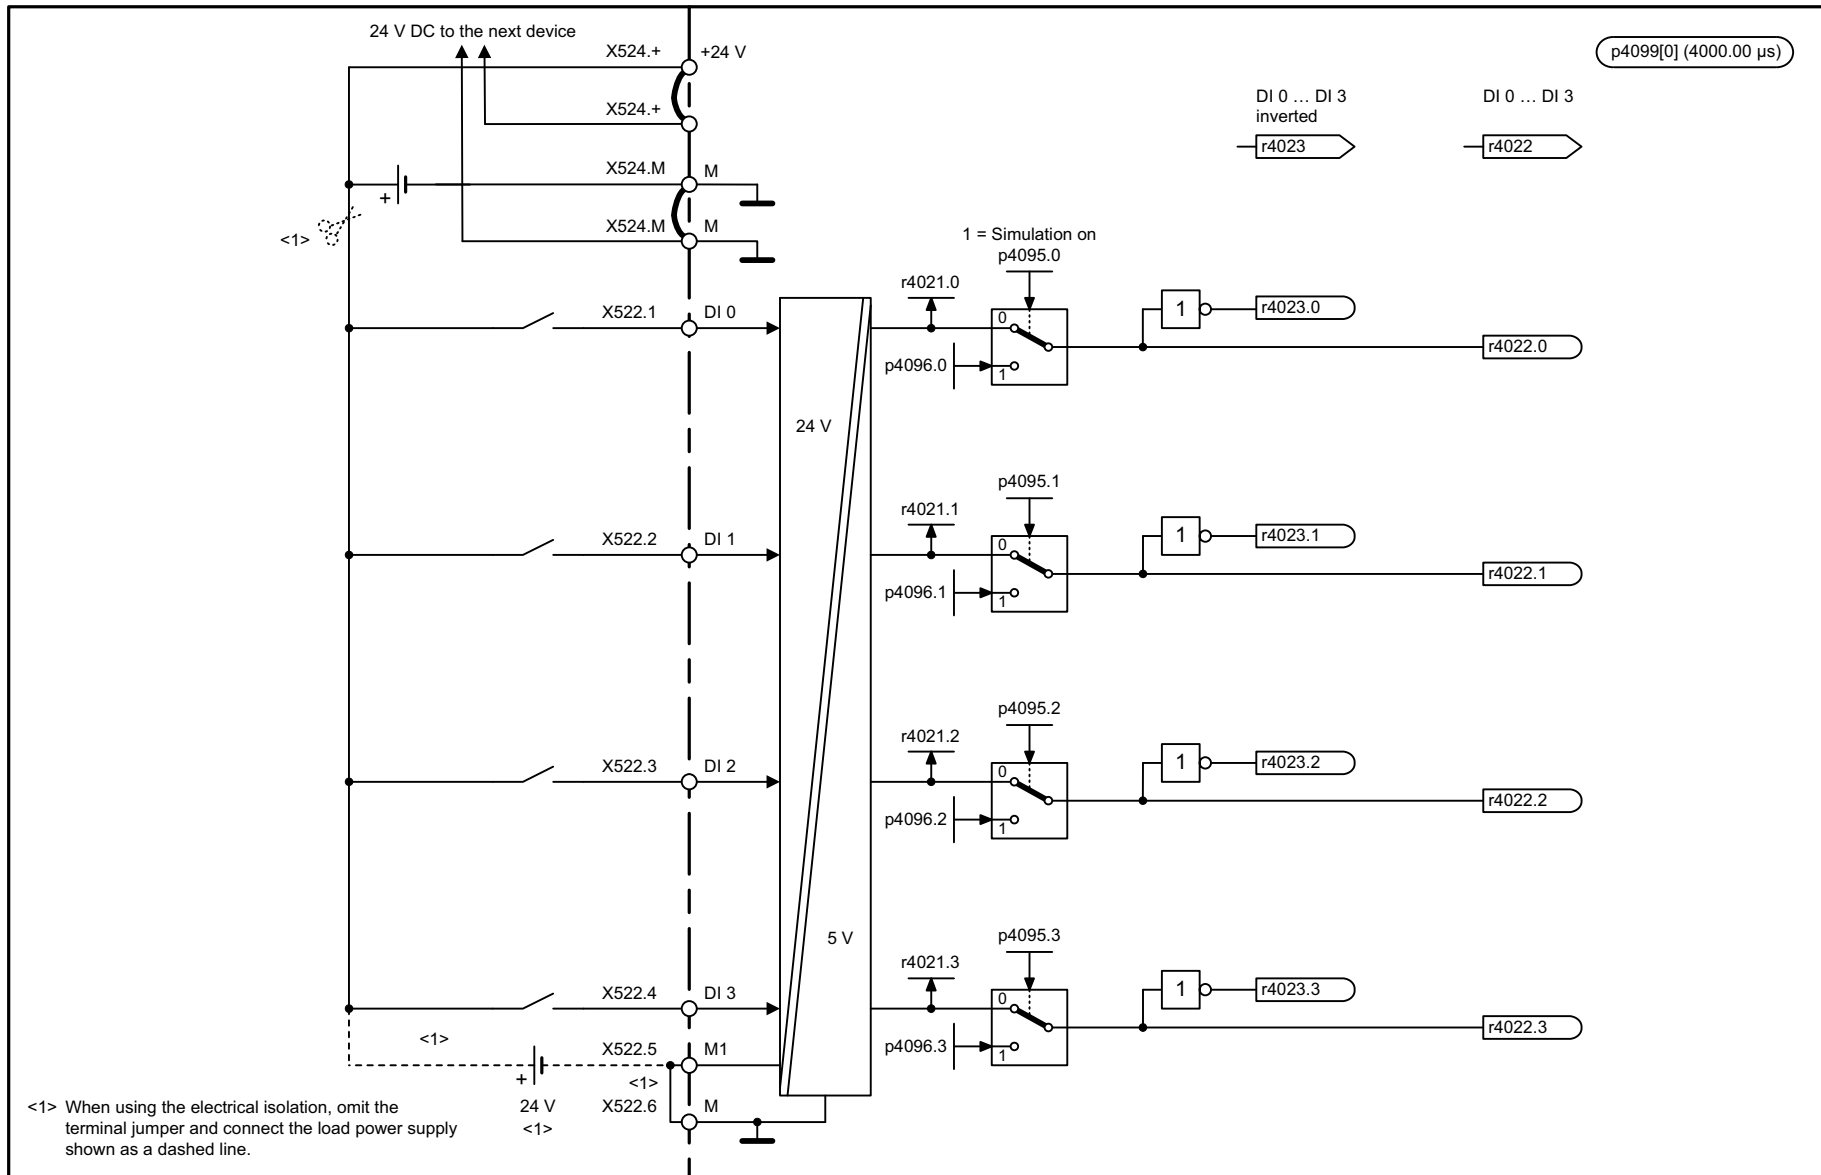 24 V DC to the next device
X524.+
+24 V
p4099[0] (4000.00 µs)
X524.+
DI 0 … DI 3
inverted
DI 0 … DI 3
r4023
r4022
X524.M
M
+
<1>
X524.M
M
1 = Simulation on
p4095.0
r4021.0
X522.1
DI 0
0
1
r4023.0
r4022.0
p4096.0
1
24 V
p4095.1
r4021.1
X522.2
DI 1
0
1
r4023.1
r4022.1
p4096.1
1
p4095.2
r4021.2
X522.3
DI 2
0
1
r4023.2
r4022.2
p4096.2
1
5 V
p4095.3
r4021.3
X522.4
DI 3
0
1
r4023.3
r4022.3
p4096.3
1
<1>
X522.5
M1
+
<1>
24 V
<1>
X522.6
M
<1> When using the electrical isolation, omit the
terminal jumper and connect the load power supply
shown as a dashed line.